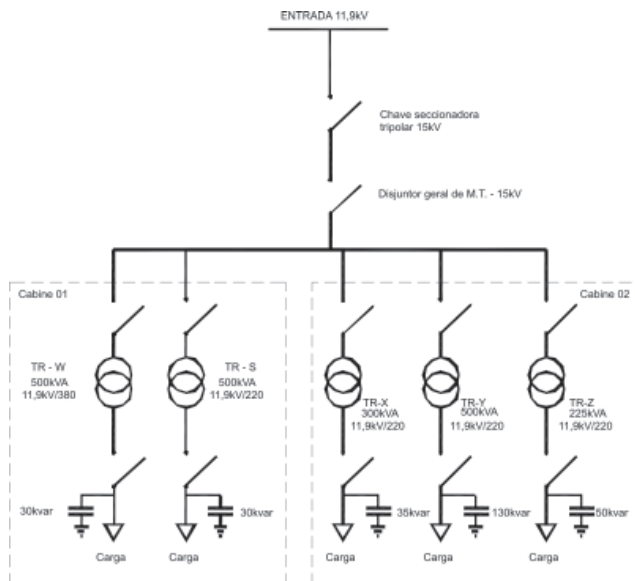 ENTRADA 11,9kV
Chave seccionadora
tripolar 15kV
Disjuntor geral de M.T. - 15kV
Cabine 01
Cabine 02
TR - W
500kVA
11,9kV/380
TR - S
500kVA
11,9kV/220
TR-X
300kVA
11,9kV/220
TR-Y
500kVA
11,9kV/220
TR-Z
225kVA
11,9kV/220
30kvar
30kvar
35kvar
130kvar
50kvar
Carga
Carga
Carga
Carga
Carga